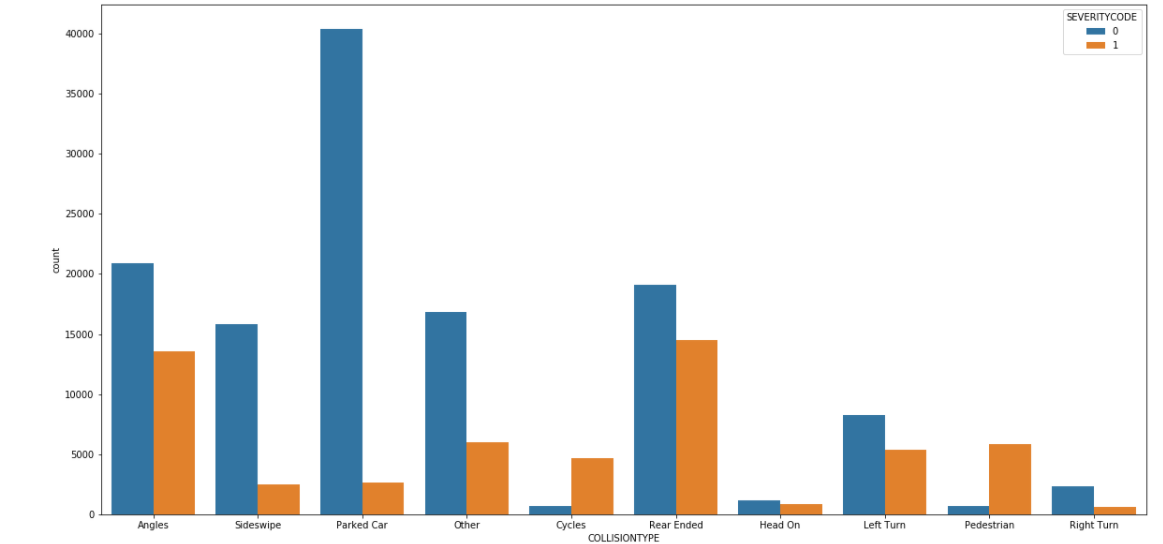 SEVERITYCODE
0
1
40000
35000
30000
25000
20000
15000
10000
5000
0
count
Angles Sideswipe Parked Car Other Cycles Rear Ended Head On Left Turn Pedestrian Right Turn
COLLISIONTYPE